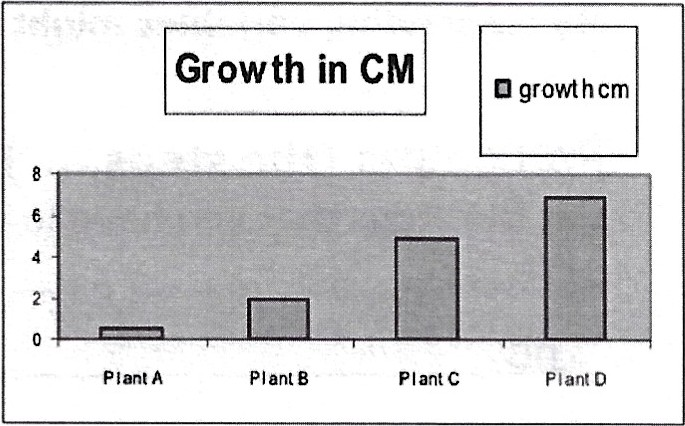 Growth in CM
growth cm
8
6
4
2
0
Plant A
Plant B
Plant C
Plant D